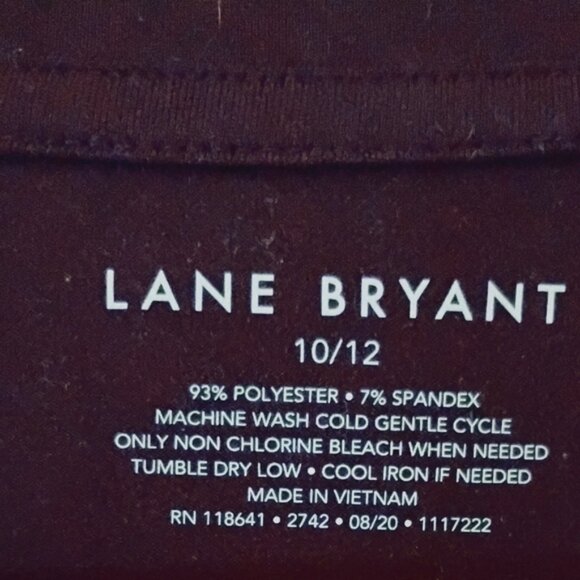 LANE BRYANT
10/12
93% POLYESTER • 7% SPANDEX
MACHINE WASH COLD GENTLE CYCLE
ONLY NON CHLORINE BLEACH WHEN NEEDED
TUMBLE DRY LOW • COOL IRON IF NEEDED
MADE IN VIETNAM
RN 118641 • 2742 • 08/20 • 1117222